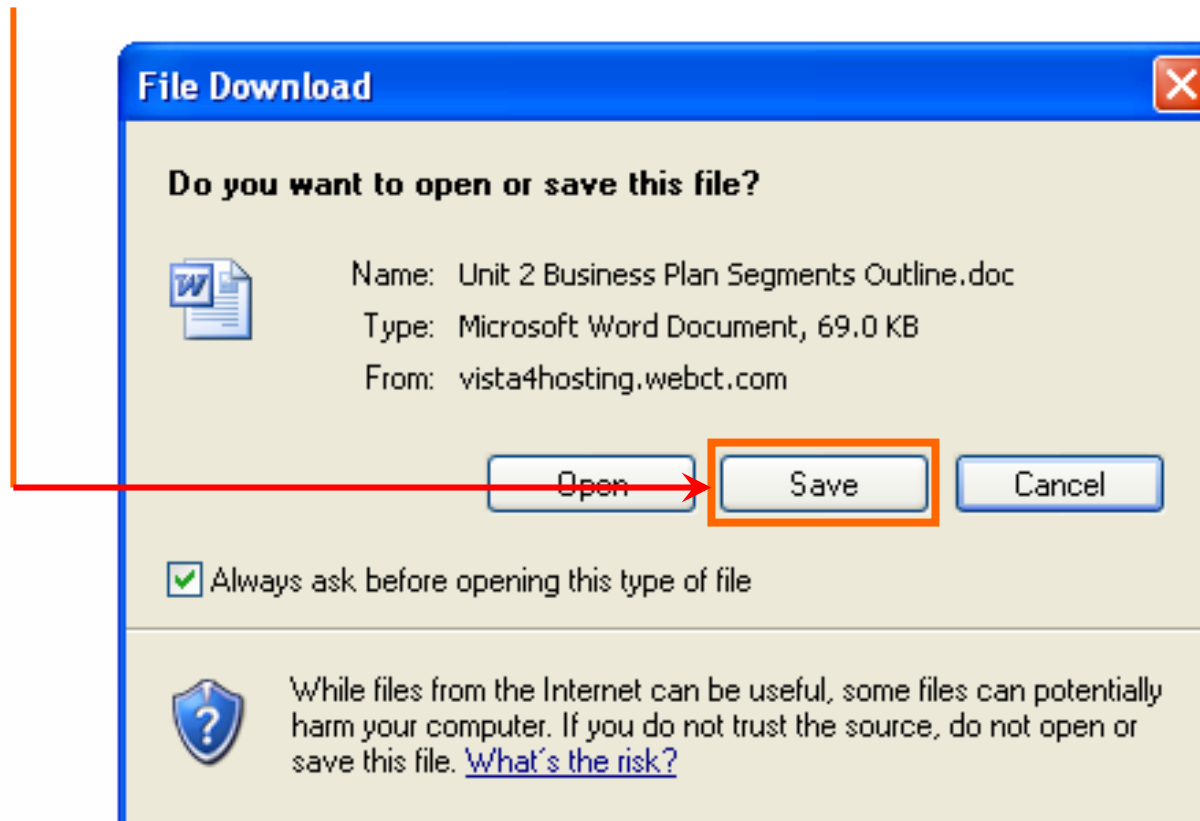 File Download
Do you want to open or save this file?
W
Name: Unit 2 Business Plan Segments Outline.doc
Type: Microsoft Word Document, 69.0 KB
From: vista4hosting.webct.com
Open Save Cancel
Always ask before opening this type of file
While files from the Internet can be useful, some files can potentially
harm your computer. If you do not trust the source, do not open or
save this file. What's the risk?